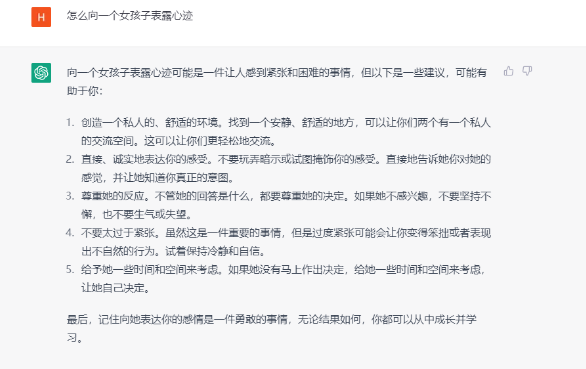 H
怎么向一个女孩子表露心迹
向一个女孩子表露心迹可能是一件让人感到紧张和困难的事情，但以下是一些建议，可能有
助于你：
1. 创造一个私人的、舒适的环境。找到一个安静、舒适的地方，可以让你们两个有一个私人
的交流空间。这可以让你们更轻松地交流。
2. 直接、诚实地表达你的感受。不要玩弄暗示或试图掩饰你的感受。直接地告诉她你对她的
感觉，并让她知道你真正的意图。
3. 尊重她的反应。不管她的回答是什么，都要尊重她的决定。如果她不感兴趣，不要坚持不
懈，也不要生气或失望。
4. 不要太过于紧张。虽然这是一件重要的事情，但是过度紧张可能会让你变得笨拙或者表现
出不自然的行为。试着保持冷静和自信。
5. 给予她一些时间和空间来考虑。如果她没有马上作出决定，给她一些时间和空间来考虑，
让她自己决定。
最后，记住向她表达你的感情是一件勇敢的事情，无论结果如何，你都可以从中成长并学
习。